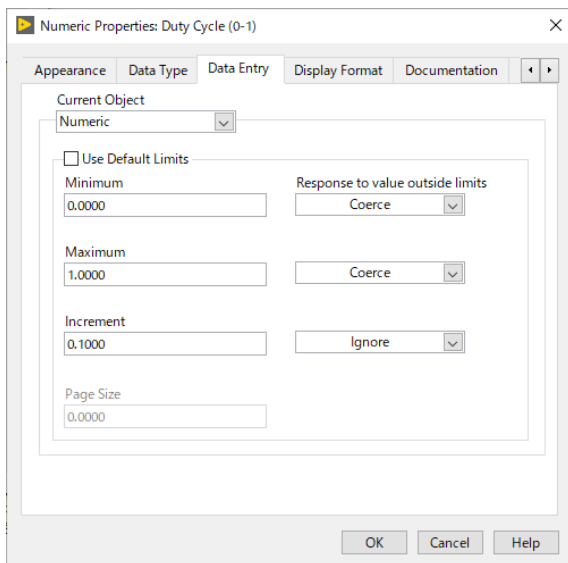 Numeric Properties: Duty Cycle (0-1)
Appearance Data Type Data Entry Display Format Documentation
Current Object
Numeric
Use Default Limits
Minimum Response to value outside limits
0.0000 Coerce
Maximum
1.0000 Coerce
Increment
0.1000 Ignore
Page Size
0.0000
OK Cancel Help